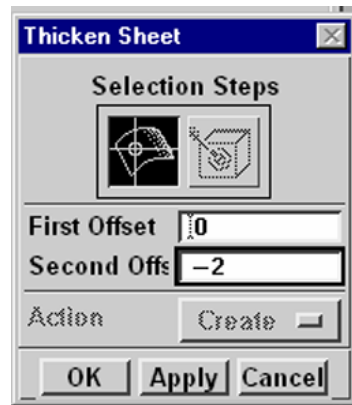 Thicken Sheet
Selection Steps
First Offset 0
Second Offs -2
Action Create
OK Apply Cancel